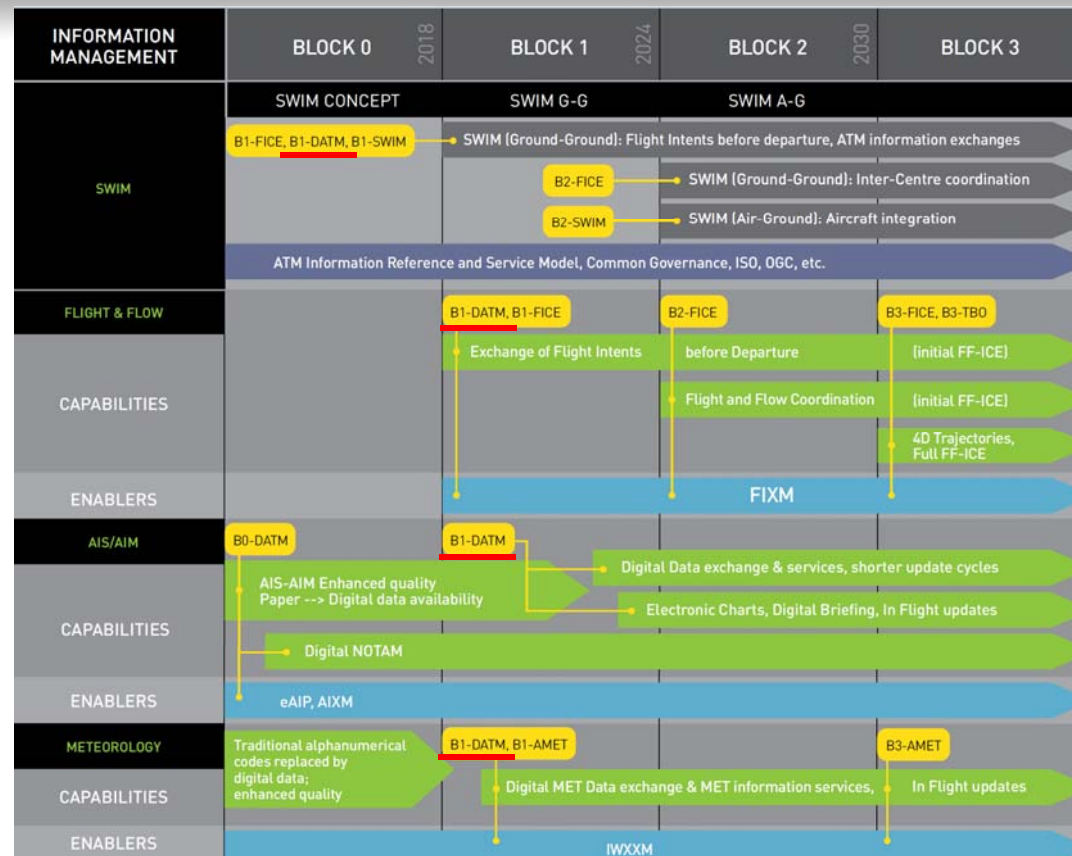 INFORMATION
MANAGEMENT
BLOCK 0
2018
BLOCK 1
2024
BLOCK 2
2030
BLOCK 3
SWIM CONCEPT
SWIM G-G
SWIM A-G
SWIM
B1-FICE, B1-DATM, B1-SWIM
SWIM (Ground-Ground): Flight Intents before departure, ATM information exchanges
B2-FICE
SWIM (Ground-Ground): Inter-Centre coordination
B2-SWIM
SWIM (Air-Ground): Aircraft integration
ATM Information Reference and Service Model, Common Governance, ISO, OGC, etc.
FLIGHT & FLOW
B1-DATM, B1-FICE
B2-FICE
B3-FICE, B3-TBO
CAPABILITIES
Exchange of Flight Intents
before Departure
(initial FF-ICE)
Flight and Flow Coordination
(initial FF-ICE)
4D Trajectories,
Full FF-ICE
ENABLERS
FIXM
AIS/AIM
B0-DATM
B1-DATM
CAPABILITIES
Digital Data exchange & services, shorter update cycles
AIS-AIM Enhanced quality
Paper --> Digital data availability
Electronic Charts, Digital Briefing, In Flight updates
Digital NOTAM
ENABLERS
eAIP, AIXM
METEOROLOGY
Traditional alphanumerical
codes replaced by
digital data;
enhanced quality
B1-DATM, B1-AMET
B3-AMET
CAPABILITIES
Digital MET Data exchange & MET information services,
In Flight updates
ENABLERS
IWXXM